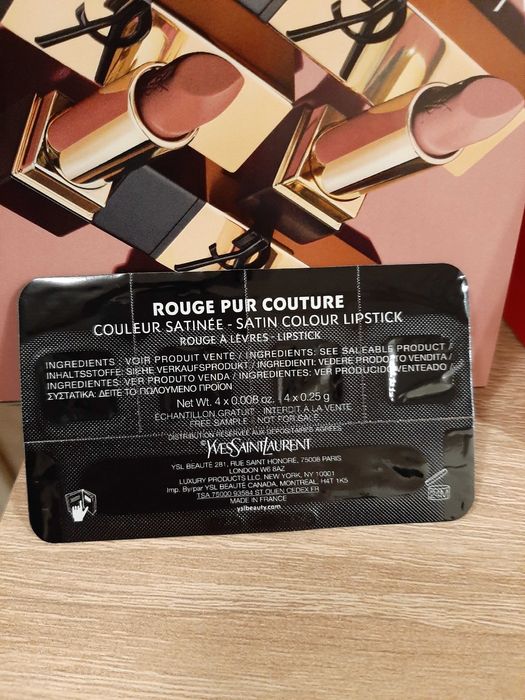 ROUGE PUR COUTURE
COULEUR SATINÉE - SATIN COLOUR LIPSTICK
ROUGE À LÈVRES - LIPSTICK
INGREDIENTS : VOIR PRODUIT VENTE / INGREDIENTS: SEE SALEABLE PRODUCT /
INHALTSSTOFFE: SIEHE VERKAUFSPRODUKT / INGREDIENTI: VEDERE PRODOTTO VENDITA /
INGREDIENTES: VER PRODUTO VENDA / INGREDIENTES: VER PRODUCTO VENTEADO /
ΣΥΣΤΑΤΙΚΑ: ΔΕΙΤΕ ΤΟ ΠΩΛΟΥΜΕΝΟ ΠΡΟΪΟΝ
Net Wt. 4 x 0.008 oz. - 4 x 0.25 g
ÉCHANTILLON GRATUIT - INTERDIT À LA VENTE
FREE SAMPLE - NOT FOR SALE
DISTRIBUTION RÉSERVÉE AUX DÉPOSITAIRES AGRÉÉS
©YVESSAINTLAURENT
YSL BEAUTÉ 281, RUE SAINT HONORÉ, 75008 PARIS
LONDON W6 8AZ
LUXURY PRODUCTS LLC, NEW YORK, NY 10001
Imp. By/par YSL BEAUTÉ CANADA, MONTREAL, H4T 1K5
TSA 75000 93584 ST OUEN CEDEX FR
MADE IN FRANCE
yslbeauty.com